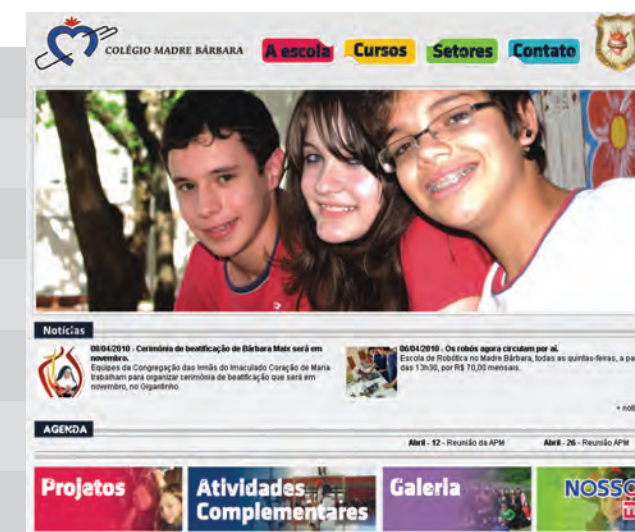 COLÉGIO MADRE BÁRBARA
A escola Cursos Setores Contato
Notícias
08/04/2010 - Cerimônia de beatificação de Bárbara Maix será em
novembro.
Equipes da Congregação das Irmãs do Imaculado Coração de Maria
trabalham para organizar cerimônia de beatificação que será em
novembro, no Gigantinho.
06/04/2010 - Os robôs agora circulam por aí.
Escola de Robótica no Madre Bárbara, todas as quintas-feiras, a pa
das 13h30, por R$ 70,00 mensais.
+ notí
AGENDA
Abril - 12 - Reunião da APM Abril - 26 - Reunião APM
Projetos
Atividades
Complementares
Galeria
NOSSO